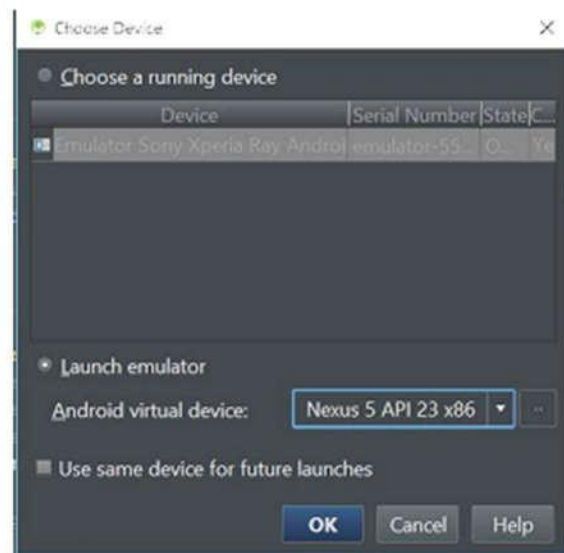 Choose Device
Choose a running device
Device Serial Number State C...
Emulator Sony Xperia Ray Androi emulator-55... O... Ye
Launch emulator
Android virtual device: Nexus 5 API 23 x86
Use same device for future launches
OK Cancel Help